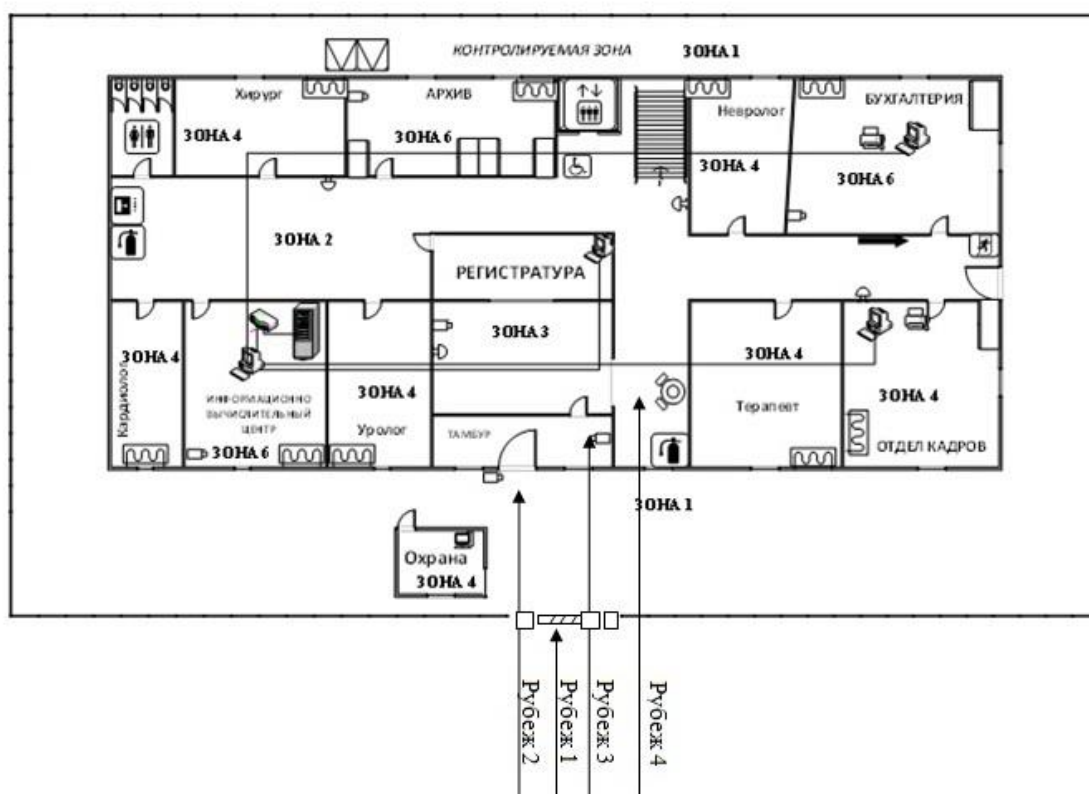 КОНТРОЛИРУЕМАЯ ЗОНА
ЗОНА 1
Хирург
АРХИВ
Невролог
БУХГАЛТЕРИЯ
ЗОНА 4
ЗОНА 6
ЗОНА 4
ЗОНА 6
ЗОНА 2
РЕГИСТРАТУРА
ЗОНА 3
ЗОНА 4
ЗОНА 4
Кардиолог
ИНФОРМАЦИОННО
ВЫЧИСЛИТЕЛЬНЫЙ
ЦЕНТР
ЗОНА 6
ЗОНА 4
Уролог
ТАМБУР
Терапевт
ЗОНА 4
ОТДЕЛ КАДРОВ
ЗОНА 1
Охрана
ЗОНА 4
Рубеж 2
Рубеж 1
Рубеж 3
Рубеж 4